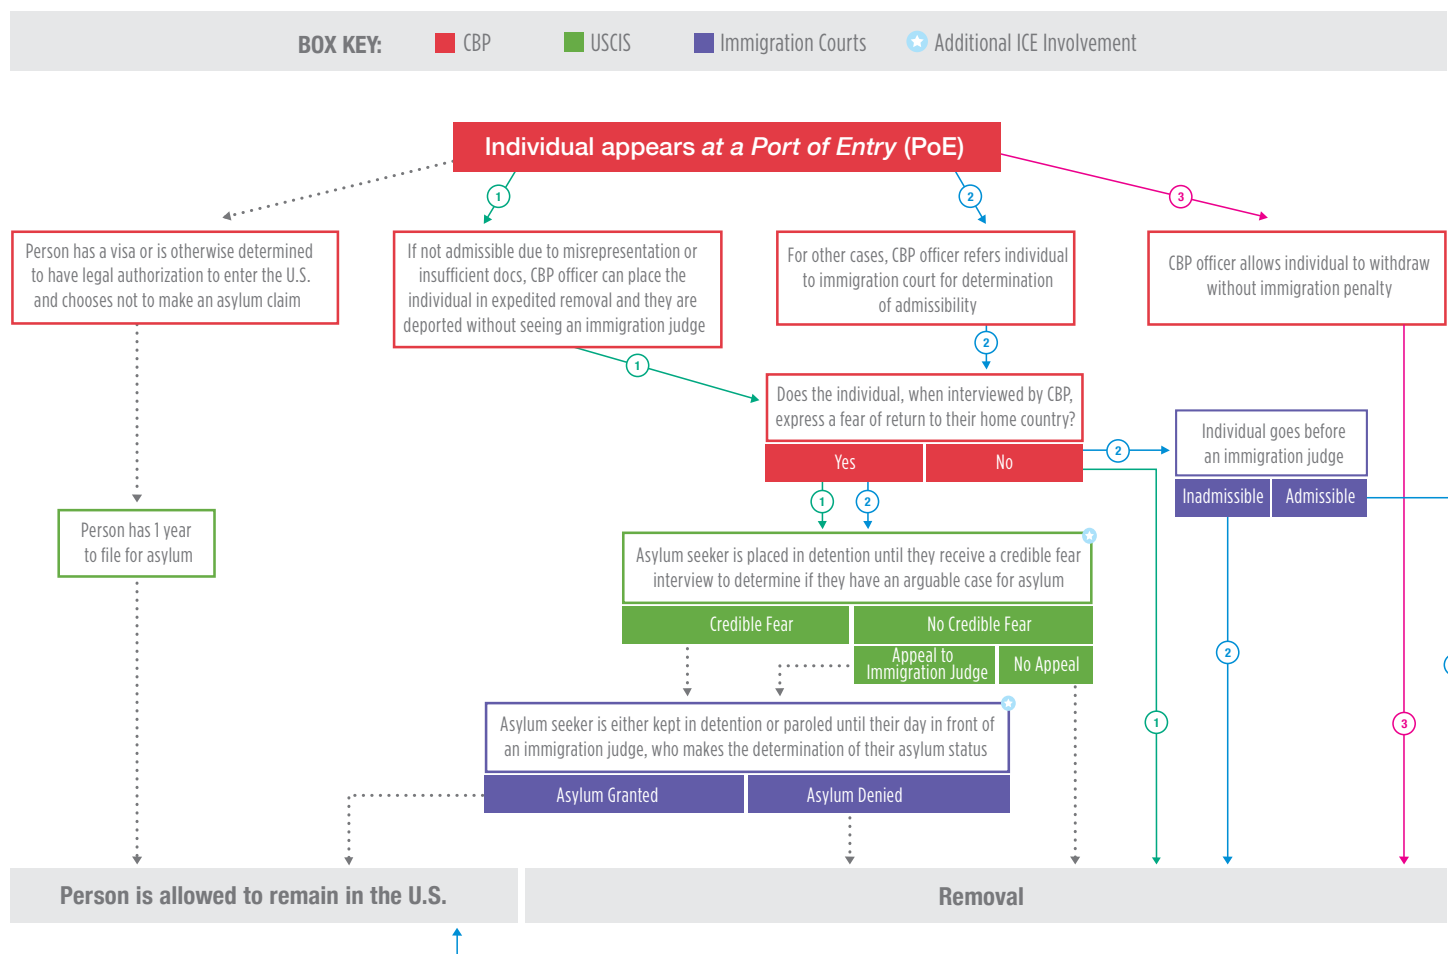 BOX KEY: CBP USCIS Immigration Courts Additional ICE Involvement
Individual appears at a Port of Entry (PoE)
1
2
3
Person has a visa or is otherwise determined
to have legal authorization to enter the U.S.
and chooses not to make an asylum claim
If not admissible due to misrepresentation or
insufficient docs, CBP officer can place the
individual in expedited removal and they are
deported without seeing an immigration judge
For other cases, CBP officer refers individual
to immigration court for determination
of admissibility
CBP officer allows individual to withdraw
without immigration penalty
1
2
Does the individual, when interviewed by CBP,
express a fear of return to their home country?
Yes
No
2
Individual goes before
an immigration judge
Inadmissible
Admissible
1
2
Person has 1 year
to file for asylum
Asylum seeker is placed in detention until they receive a credible fear
interview to determine if they have an arguable case for asylum
Credible Fear
No Credible Fear
Appeal to
Immigration Judge
No Appeal
2
Asylum seeker is either kept in detention or paroled until their day in front of
an immigration judge, who makes the determination of their asylum status
1
3
Asylum Granted
Asylum Denied
Person is allowed to remain in the U.S.
Removal